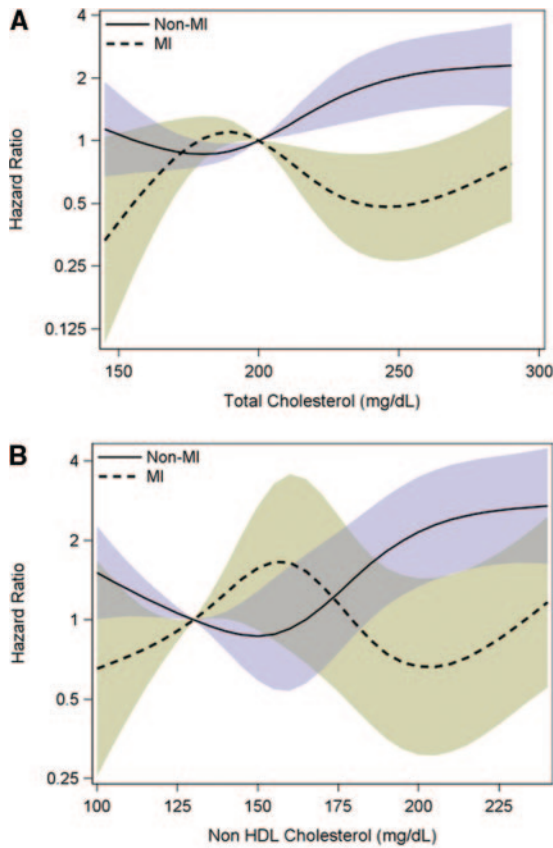 A
Non-MI
MI
4
2
1
0.5
0.25
0.125
Hazard Ratio
150
200
250
300
Total Cholesterol (mg/dL)
B
Non-MI
MI
4
2
1
0.5
0.25
Hazard Ratio
100
125
150
175
200
225
Non HDL Cholesterol (mg/dL)